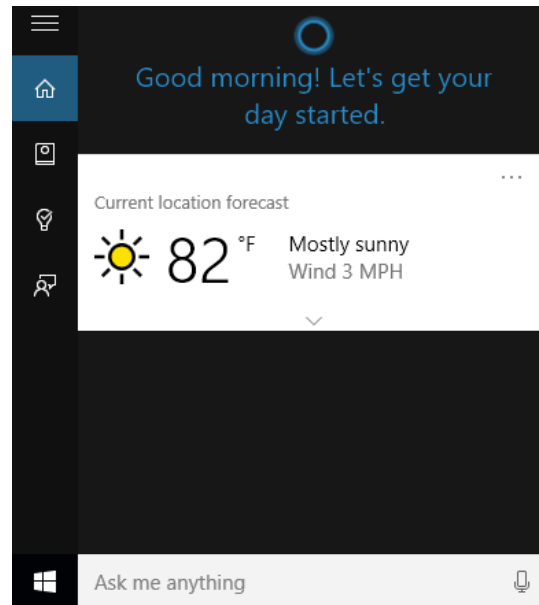 Good morning! Let's get your
day started.
...
Current location forecast
82 °F
Mostly sunny
Wind 3 MPH
Ask me anything